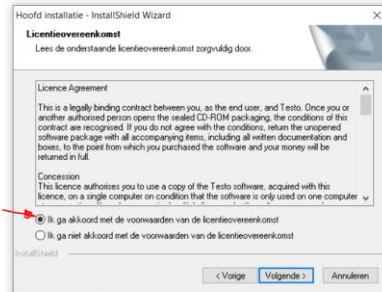 Hoofd installatie - InstallShield Wizard
Licentieovereenkomst
Lees de onderstaande licentieovereenkomst zorgvuldig door.
Licence Agreement
This is a legally binding contract between you, as the end user, and Testo. Once you or
another authorised person opens the sealed CD-ROM packaging, the conditions of this
contract are recognised. If you do not agree with the conditions, return the unopened
software package with all accompanying items, including all written documentation and
boxes, to the point from which you purchased the software and your money will be
returned in full.
Concession
This licence authorises you to use a copy of the Testo software, acquired with this
licence, on a single computer on condition that the software is only used on one computer
Ik ga akkoord met de voorwaarden van de licentieovereenkomst
Ik ga niet akkoord met de voorwaarden van de licentieovereenkomst
InstallShield
< Vorige Volgende > Annuleren